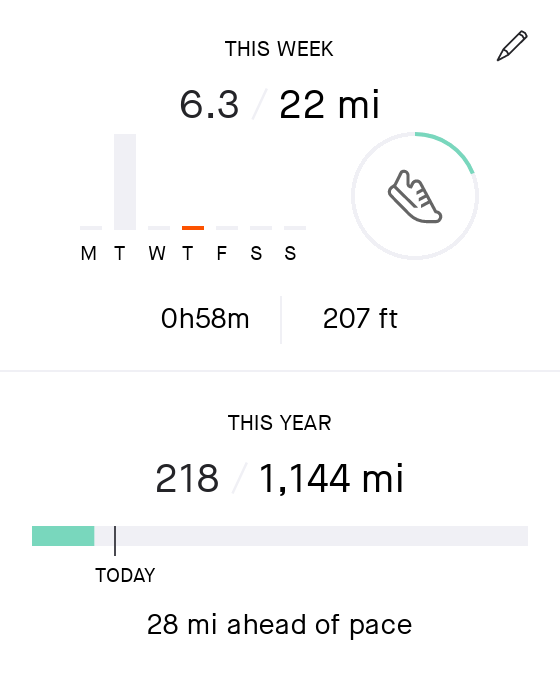 THIS WEEK
6.3 / 22 mi
M T W T F S S
0h58m 207 ft
THIS YEAR
218 / 1,144 mi
TODAY
28 mi ahead of pace